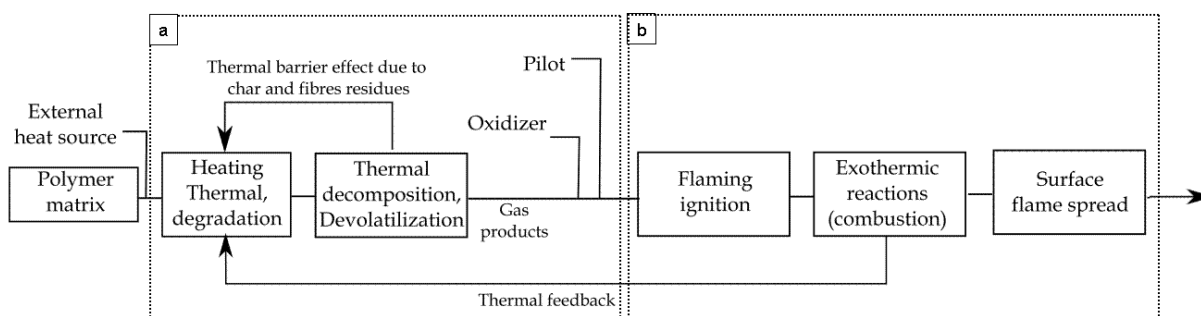 a
b
Thermal barrier effect due to
char and fibres residues
Pilot
External
heat source
Oxidizer
Polymer
matrix
Heating
Thermal,
degradation
Thermal
decomposition,
Devolatilization
Gas
products
Flaming
ignition
Exothermic
reactions
(combustion)
Surface
flame spread
Thermal feedback